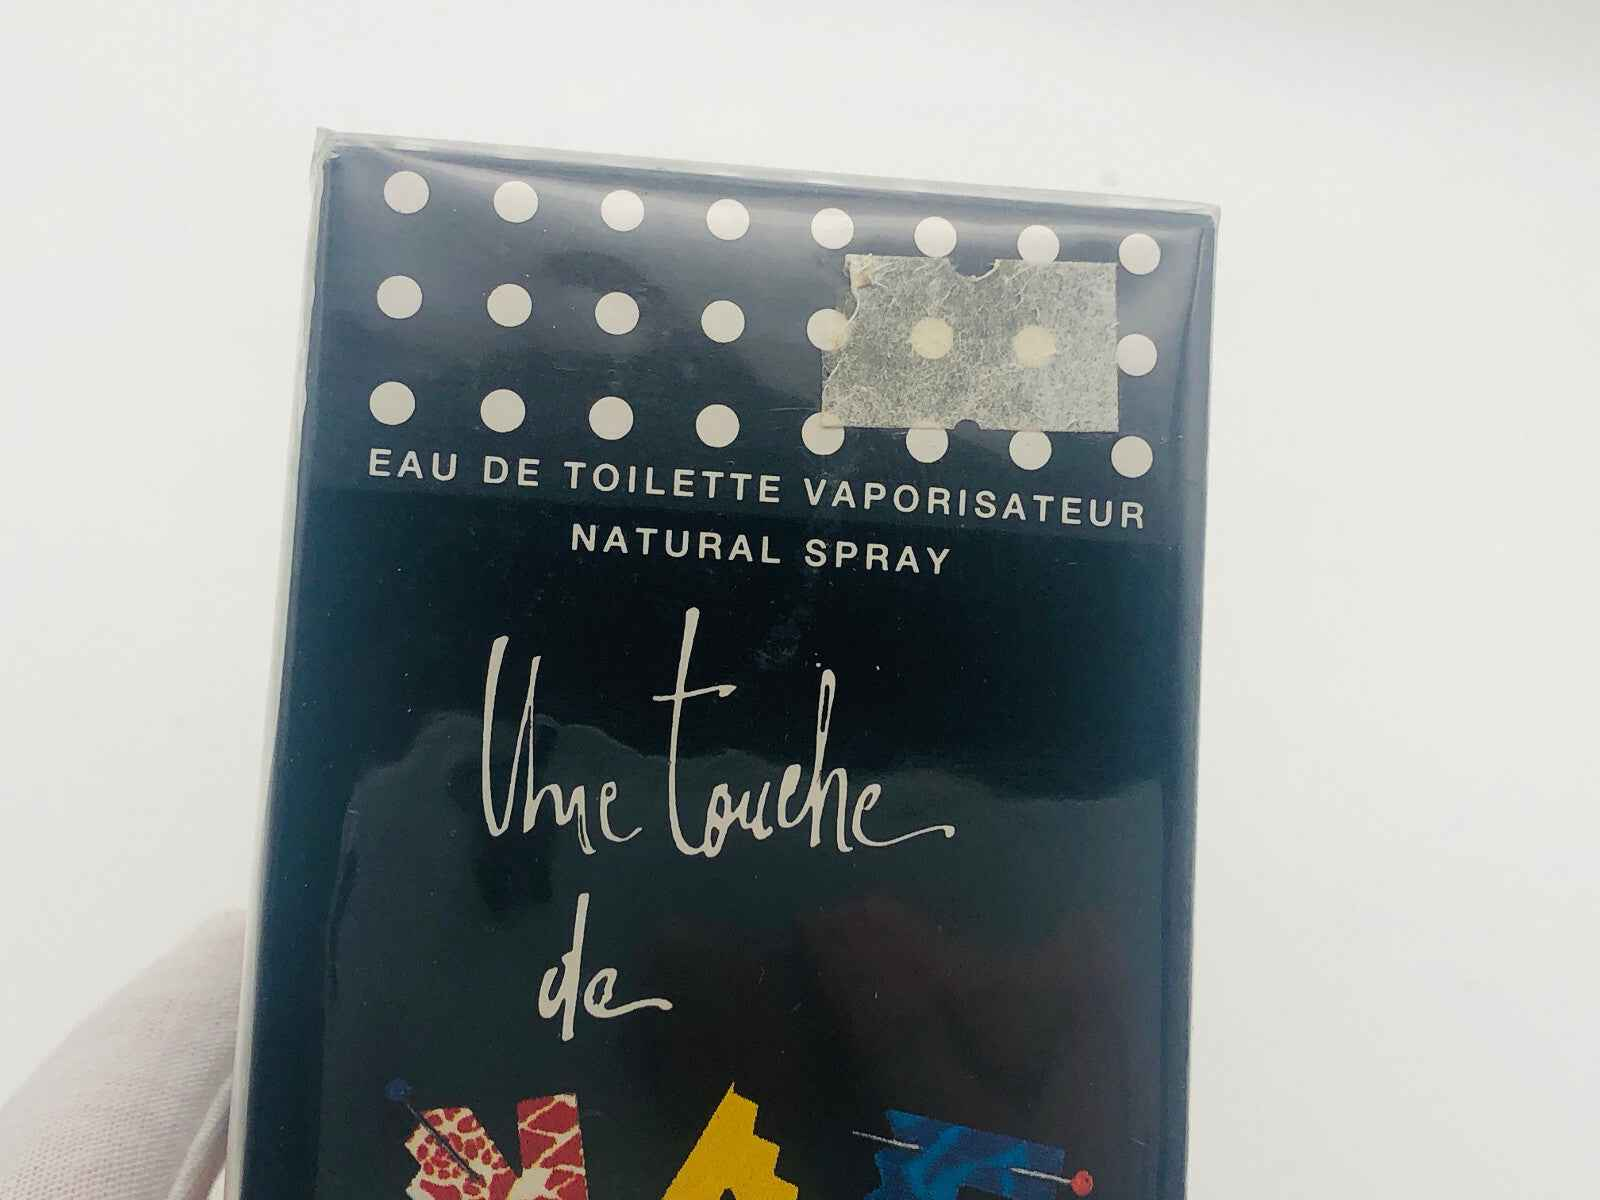 EAU DE TOILETTE VAPORISATEUR
NATURAL SPRAY
Une touche
de